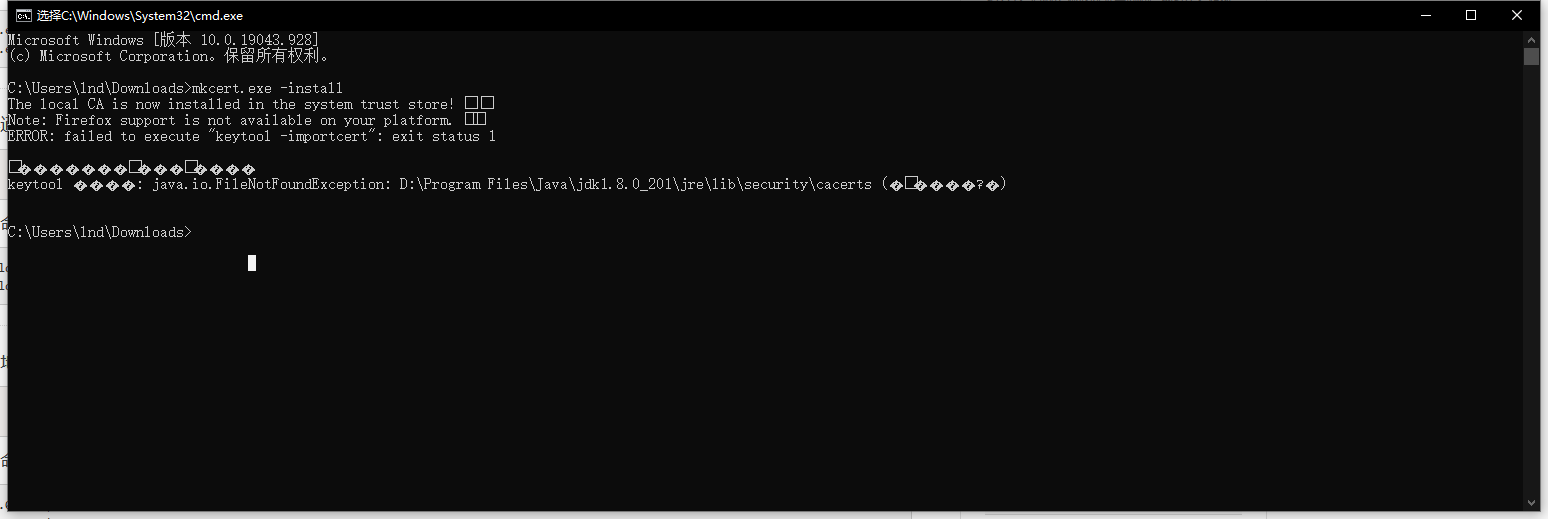 选择C:\Windows\System32\cmd.exe
Microsoft Windows [版本 10.0.19043.928]
(c) Microsoft Corporation。保留所有权利。
C:\Users\lnd\Downloads>mkcert.exe -install
The local CA is now installed in the system trust store! □□
Note: Firefox support is not available on your platform. □□
ERROR: failed to execute "keytool -importcert": exit status 1
□�������□���□����
keytool ����: java.io.FileNotFoundException: D:\Program Files\Java\jdk1.8.0_201\jre\lib\security\cacerts (�□����?�)
C:\Users\lnd\Downloads>